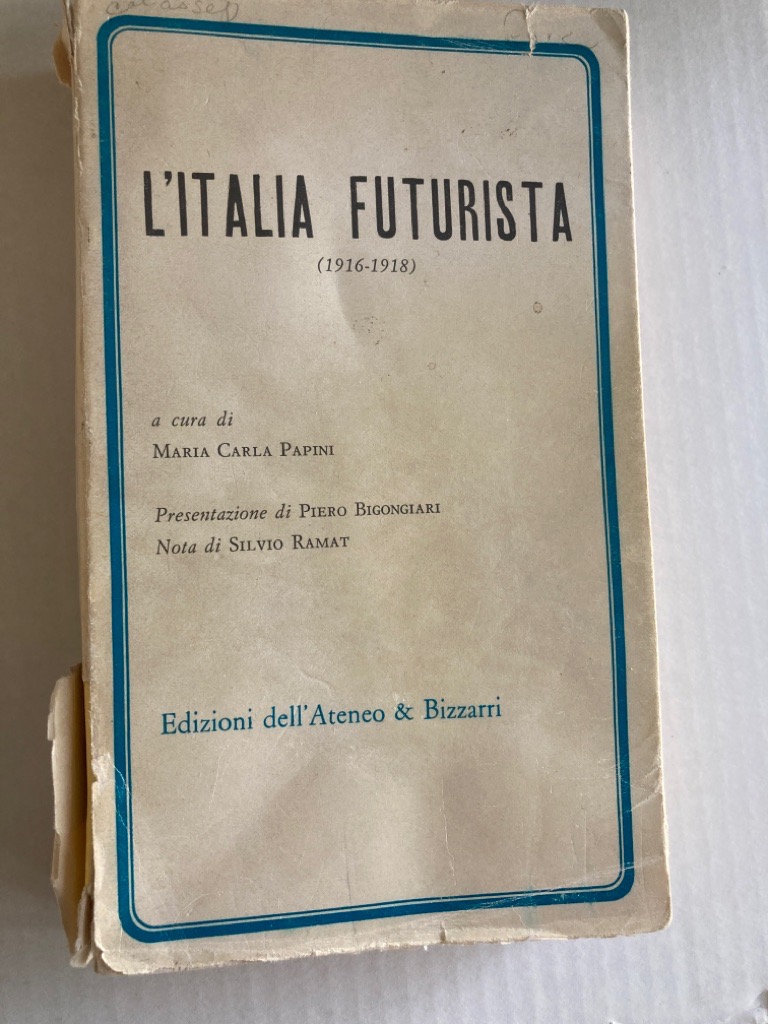 L'ITALIA FUTURISTA
(1916-1918)
a cura di
MARIA CARLA PAPINI
Presentazione di PIERO BIGONGIARI
Nota di SILVIO RAMAT
Edizioni dell'Ateneo & Bizzarri